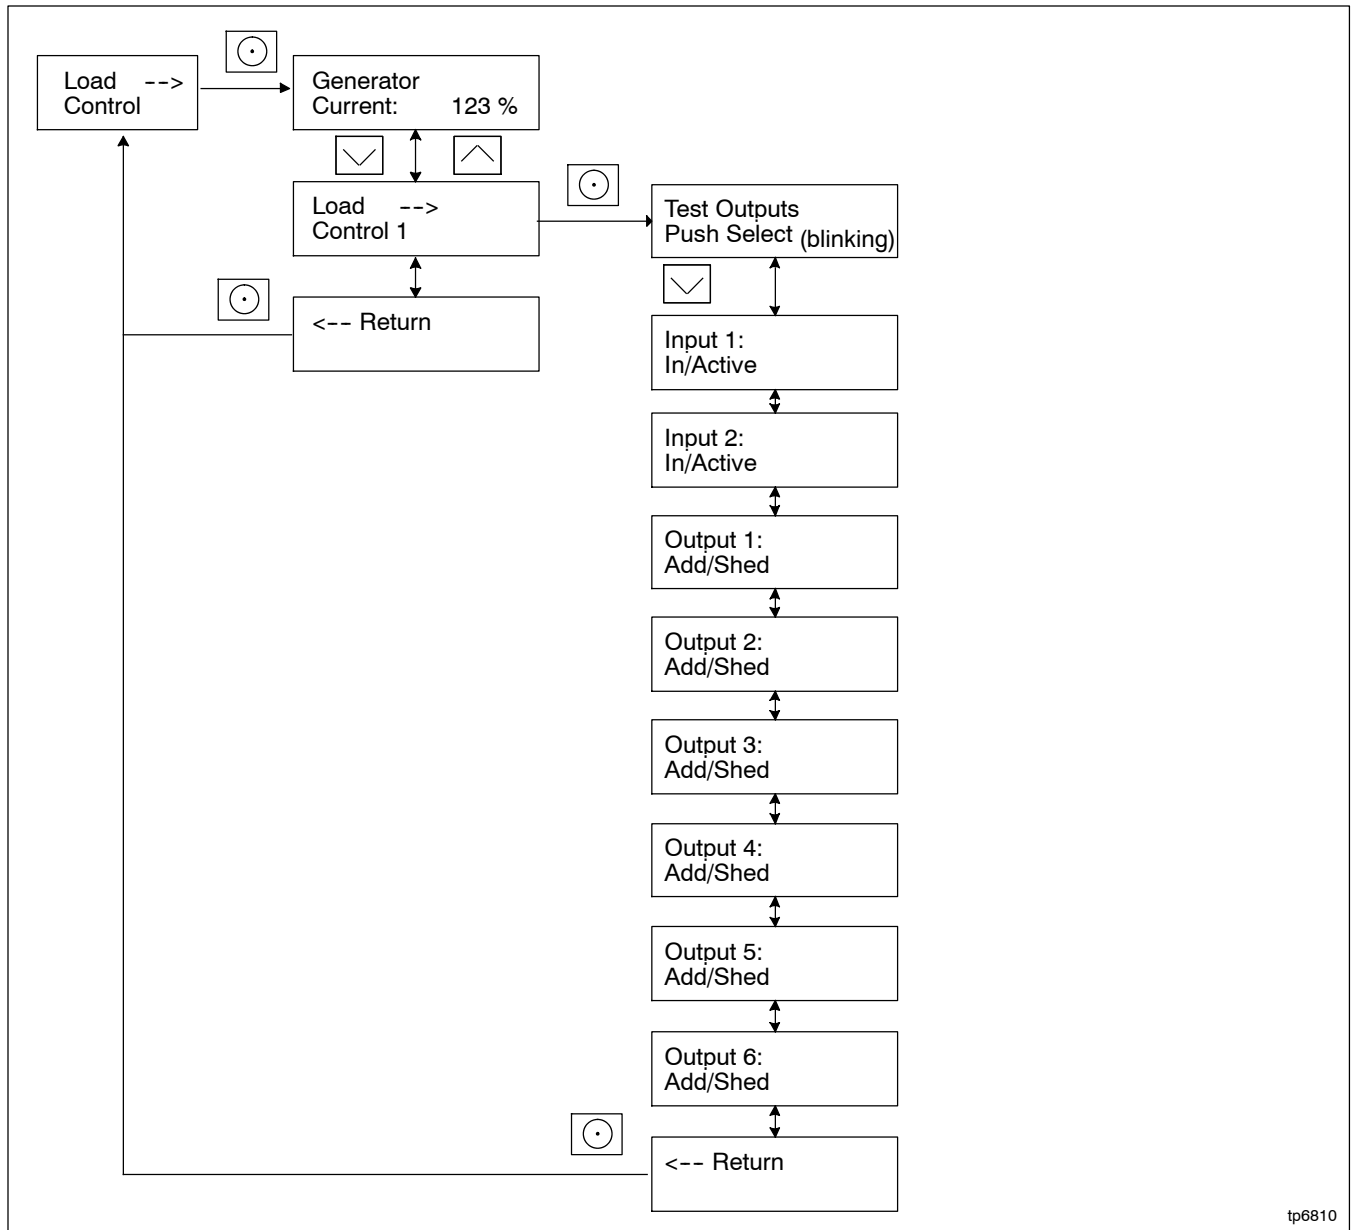 Load -->
Control
Generator
Current: 123 %
Load -->
Control 1
<-- Return
Test Outputs
Push Select (blinking)
Input 1:
In/Active
Input 2:
In/Active
Output 1:
Add/Shed
Output 2:
Add/Shed
Output 3:
Add/Shed
Output 4:
Add/Shed
Output 5:
Add/Shed
Output 6:
Add/Shed
<-- Return
tp6810